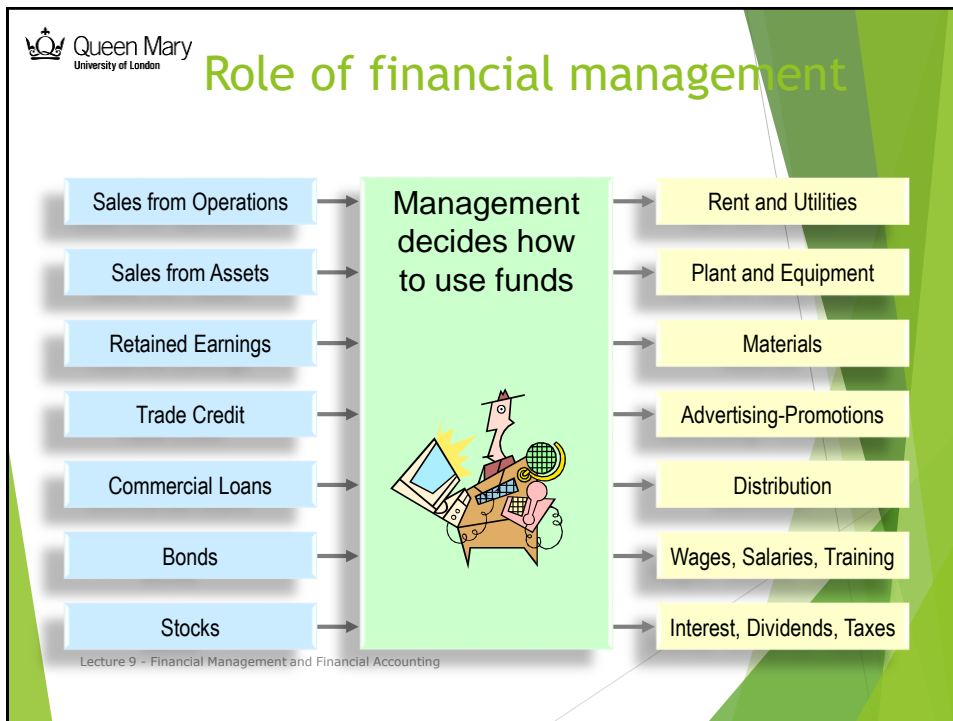 Queen Mary
University of London
Role of financial management
Sales from Operations
Sales from Assets
Retained Earnings
Trade Credit
Commercial Loans
Bonds
Stocks
Management
decides how
to use funds
Rent and Utilities
Plant and Equipment
Materials
Advertising-Promotions
Distribution
Wages, Salaries, Training
Interest, Dividends, Taxes
Lecture 9 - Financial Management and Financial Accounting